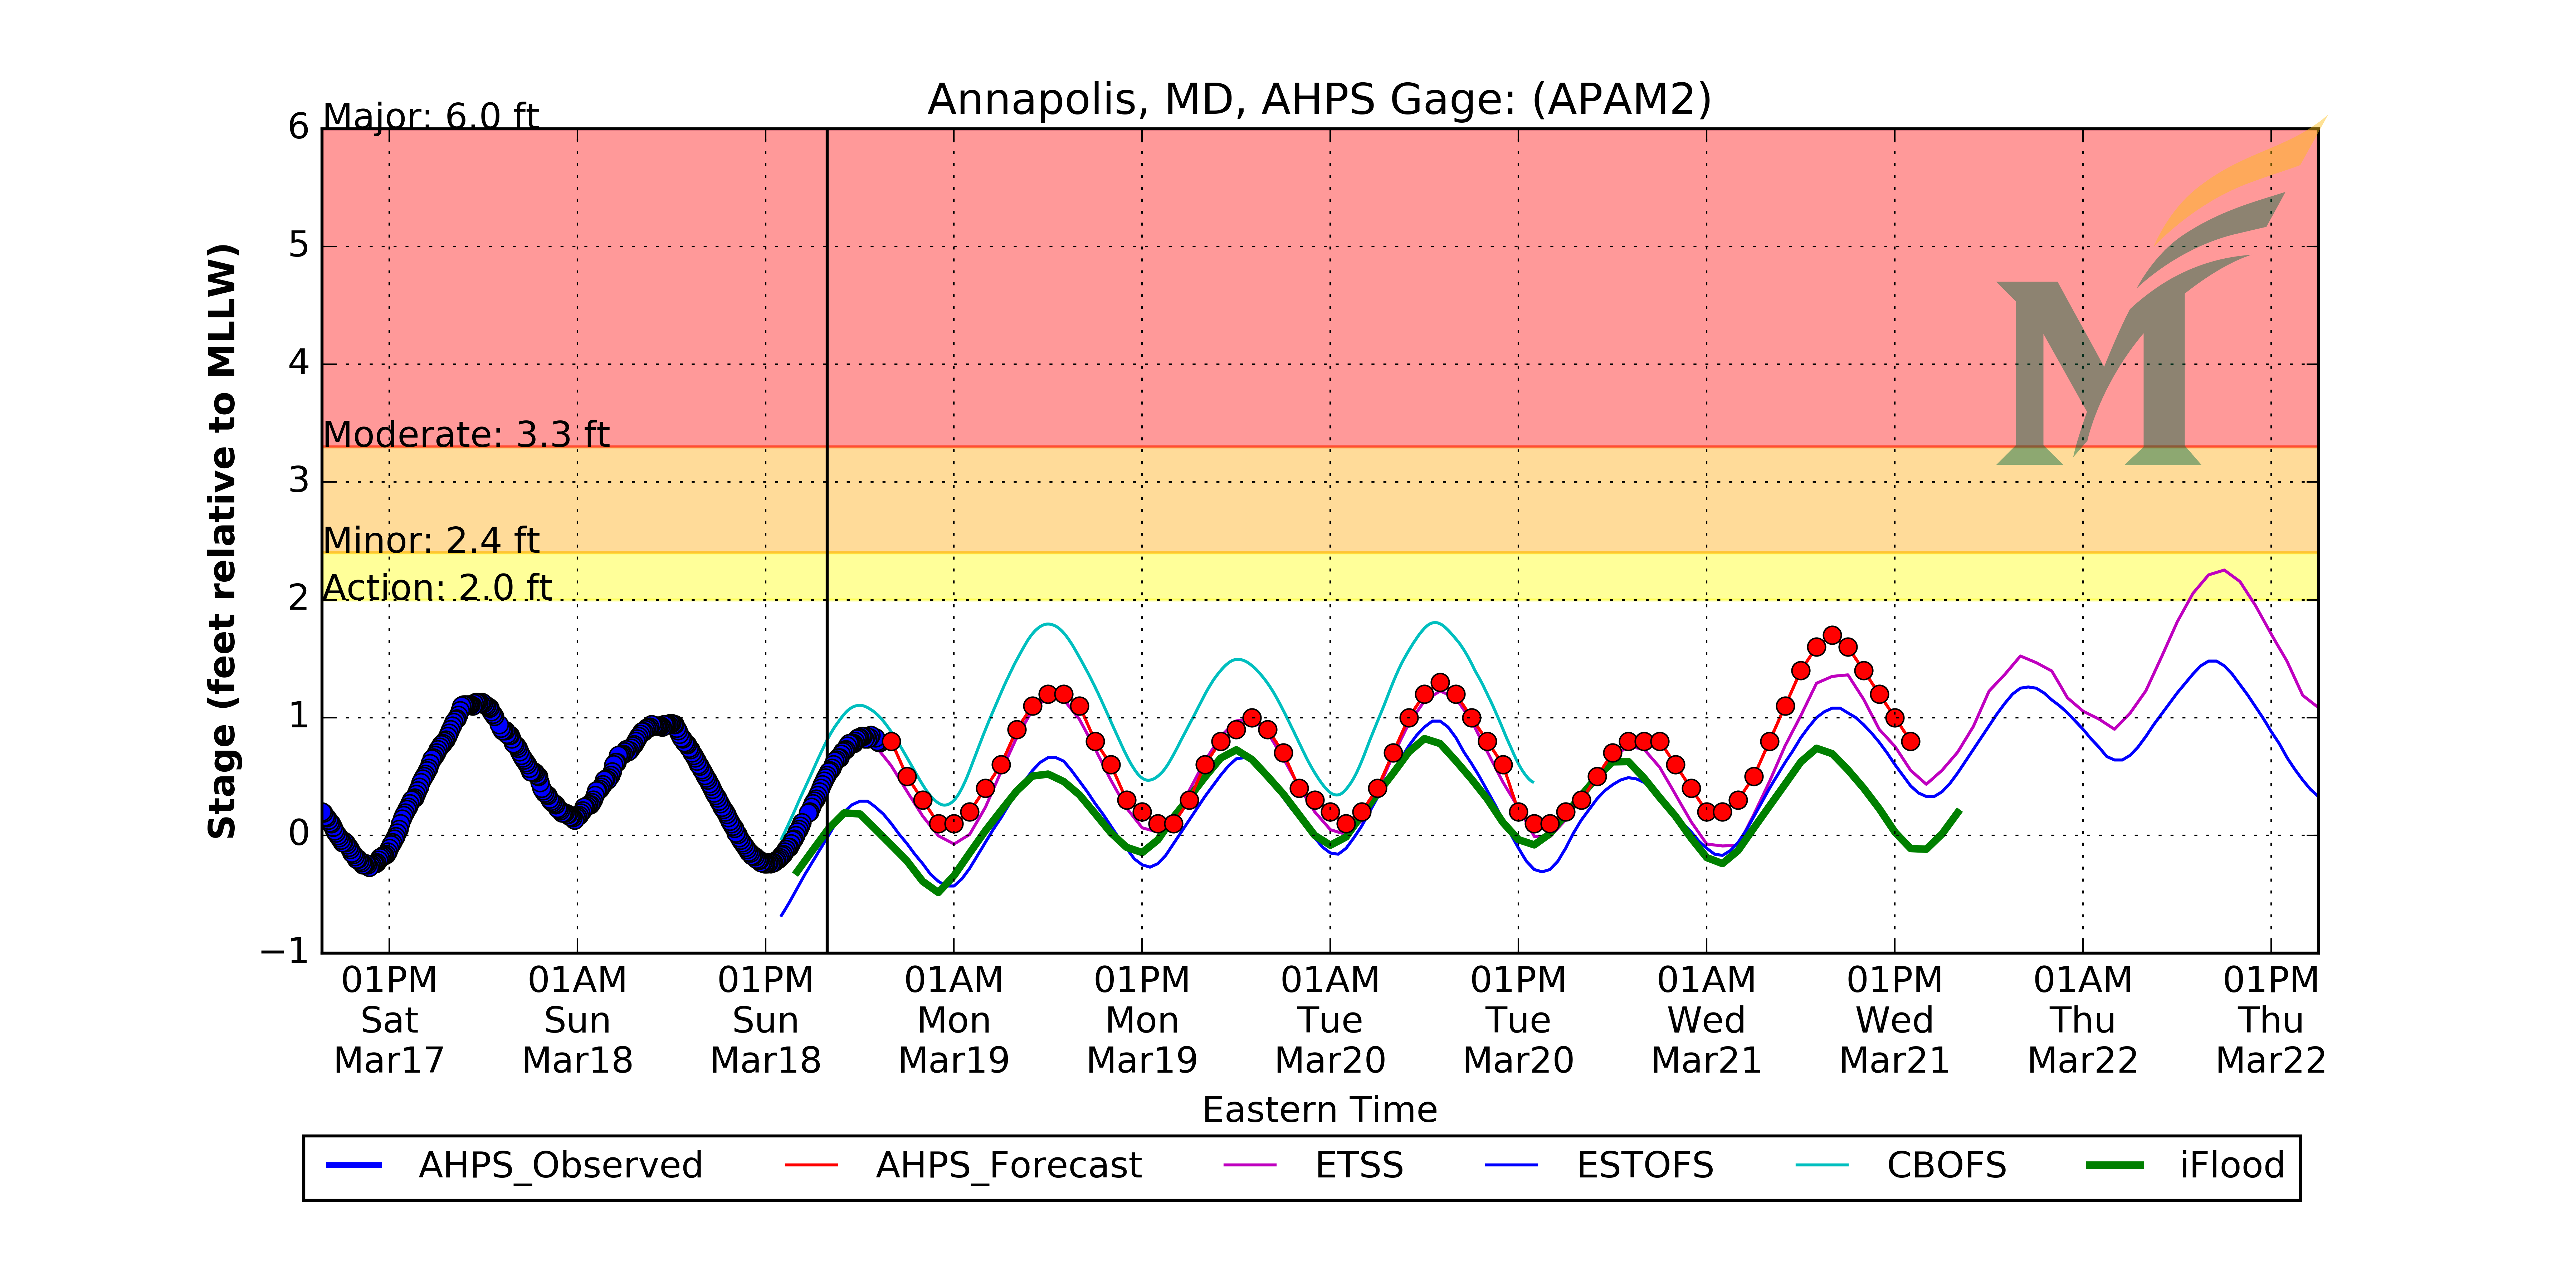 Annapolis, MD, AHPS Gage: (APAM2)
Major: 6.0 ft
Moderate: 3.3 ft
Minor: 2.4 ft
Action: 2.0 ft
Stage (feet relative to MLLW)
6
5
4
3
2
1
0
−1
01PM 01AM 01PM 01AM 01PM 01AM 01PM 01AM 01PM 01AM 01PM
Sat Sun Sun Mon Mon Tue Tue Wed Wed Thu Thu
Mar17 Mar18 Mar18 Mar19 Mar19 Mar20 Mar20 Mar21 Mar21 Mar22 Mar22
Eastern Time
AHPS_Observed AHPS_Forecast ETSS ESTOFS CBOFS iFlood
M